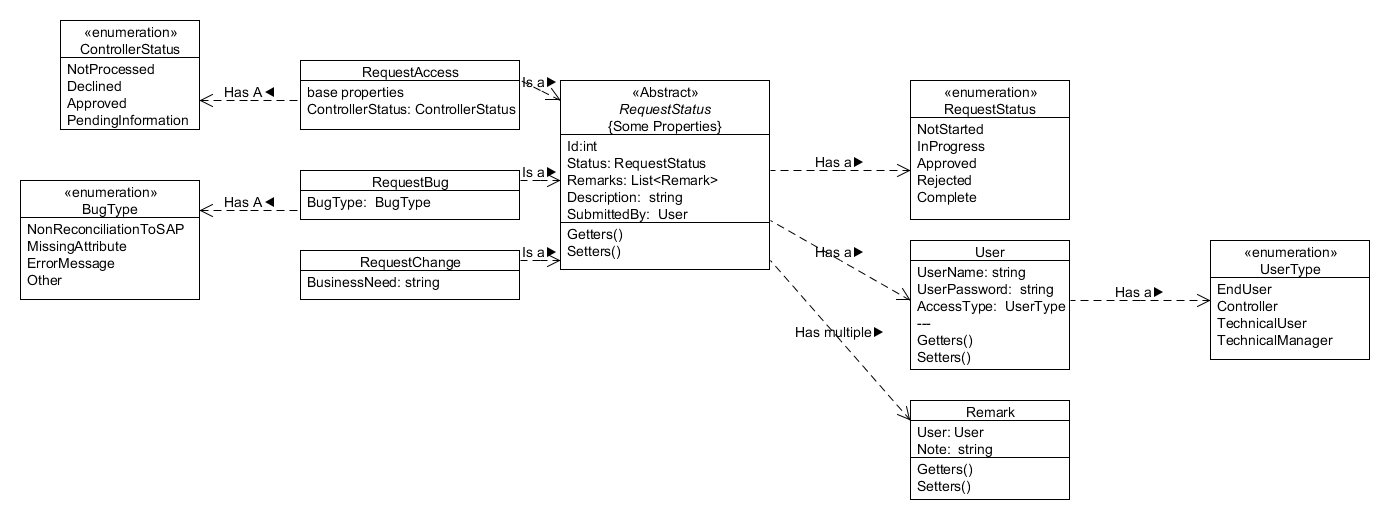 «enumeration»
ControllerStatus
NotProcessed
Declined
Approved
PendingInformation
Has A
RequestAccess
base properties
ControllerStatus: ControllerStatus
Is a
«enumeration»
BugType
NonReconciliationToSAP
MissingAttribute
ErrorMessage
Other
Has A
RequestBug
BugType:  BugType
Is a
RequestChange
BusinessNeed: string
Is a
«Abstract»
RequestStatus
{Some Properties}
Id:int
Status: RequestStatus
Remarks: List<Remark>
Description:  string
SubmittedBy:  User
Getters()
Setters()
Has a
«enumeration»
RequestStatus
NotStarted
InProgress
Approved
Rejected
Complete
Has a
User
UserName: string
UserPassword:  string
AccessType:  UserType
---
Getters()
Setters()
Has a
«enumeration»
UserType
EndUser
Controller
TechnicalUser
TechnicalManager
Has multiple
Remark
User: User
Note:  string
Getters()
Setters()